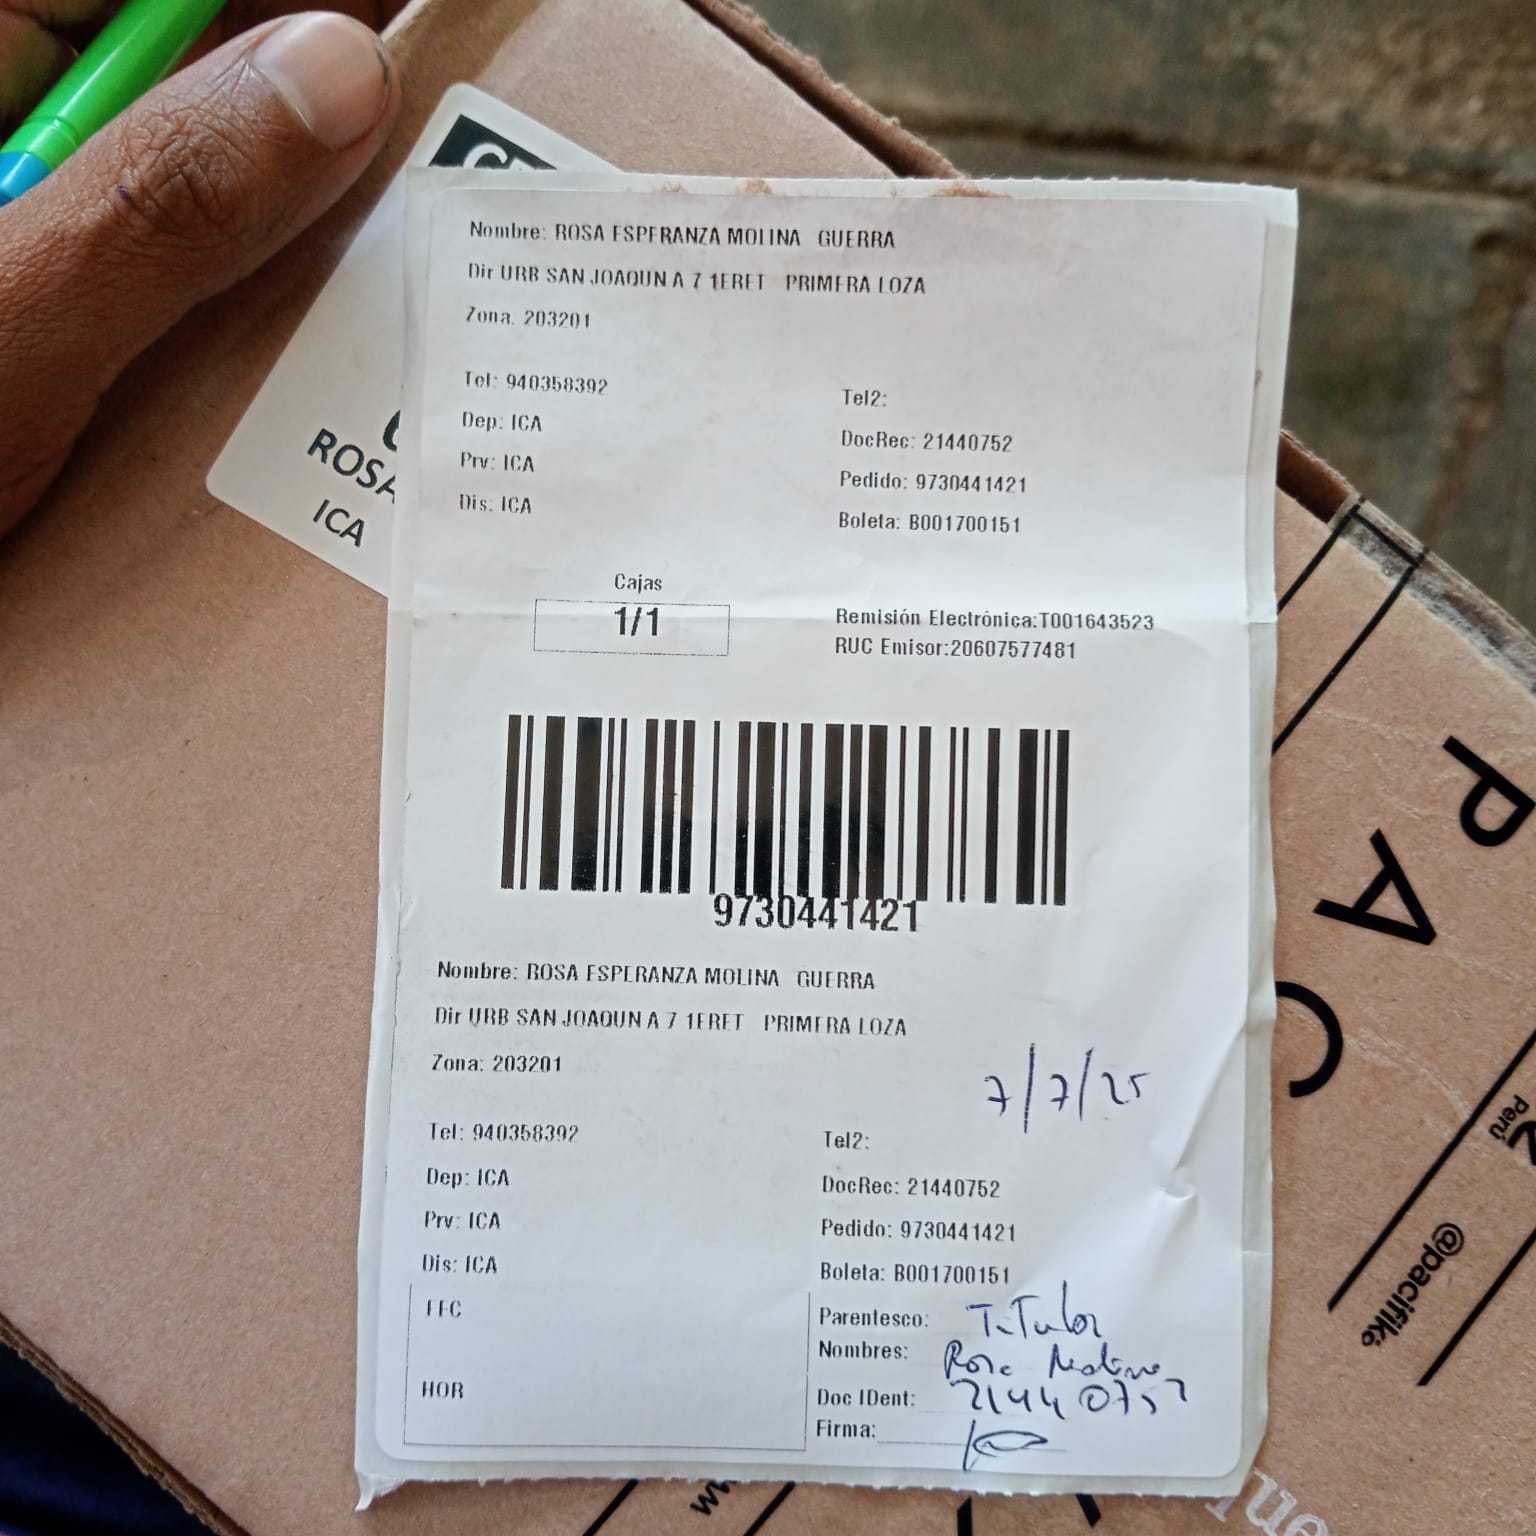 Nombre: ROSA ESPERANZA MOLINA GUERRA
Dir URB SAN JOAQUN A 7 1ERET PRIMERA LOZA
Zona. 203201
Tel: 940358392
Tel2:
Dep: ICA
DocRec: 21440752
Prv: ICA
Pedido: 9730441421
Dis: ICA
Boleta: B001700151
ROSA
ICA
Cajas
1/1
Remisión Electrónica:T001643523
RUC Emisor:20607577481
9730441421
Nombre: ROSA ESPERANZA MOLINA GUERRA
Dir URB SAN JOAQUN A 7 1ERET PRIMERA LOZA
Zona: 203201
7/7/25
Tel: 940358392
Tel2:
Dep: ICA
DocRec: 21440752
Prv: ICA
Pedido: 9730441421
Dis: ICA
Boleta: B001700151
FEC
Parentesco: Titular
Nombres: Rosa Molina
HOR
Doc IDent: 21440752
Firma:
PAC
Perú
@pacifiko